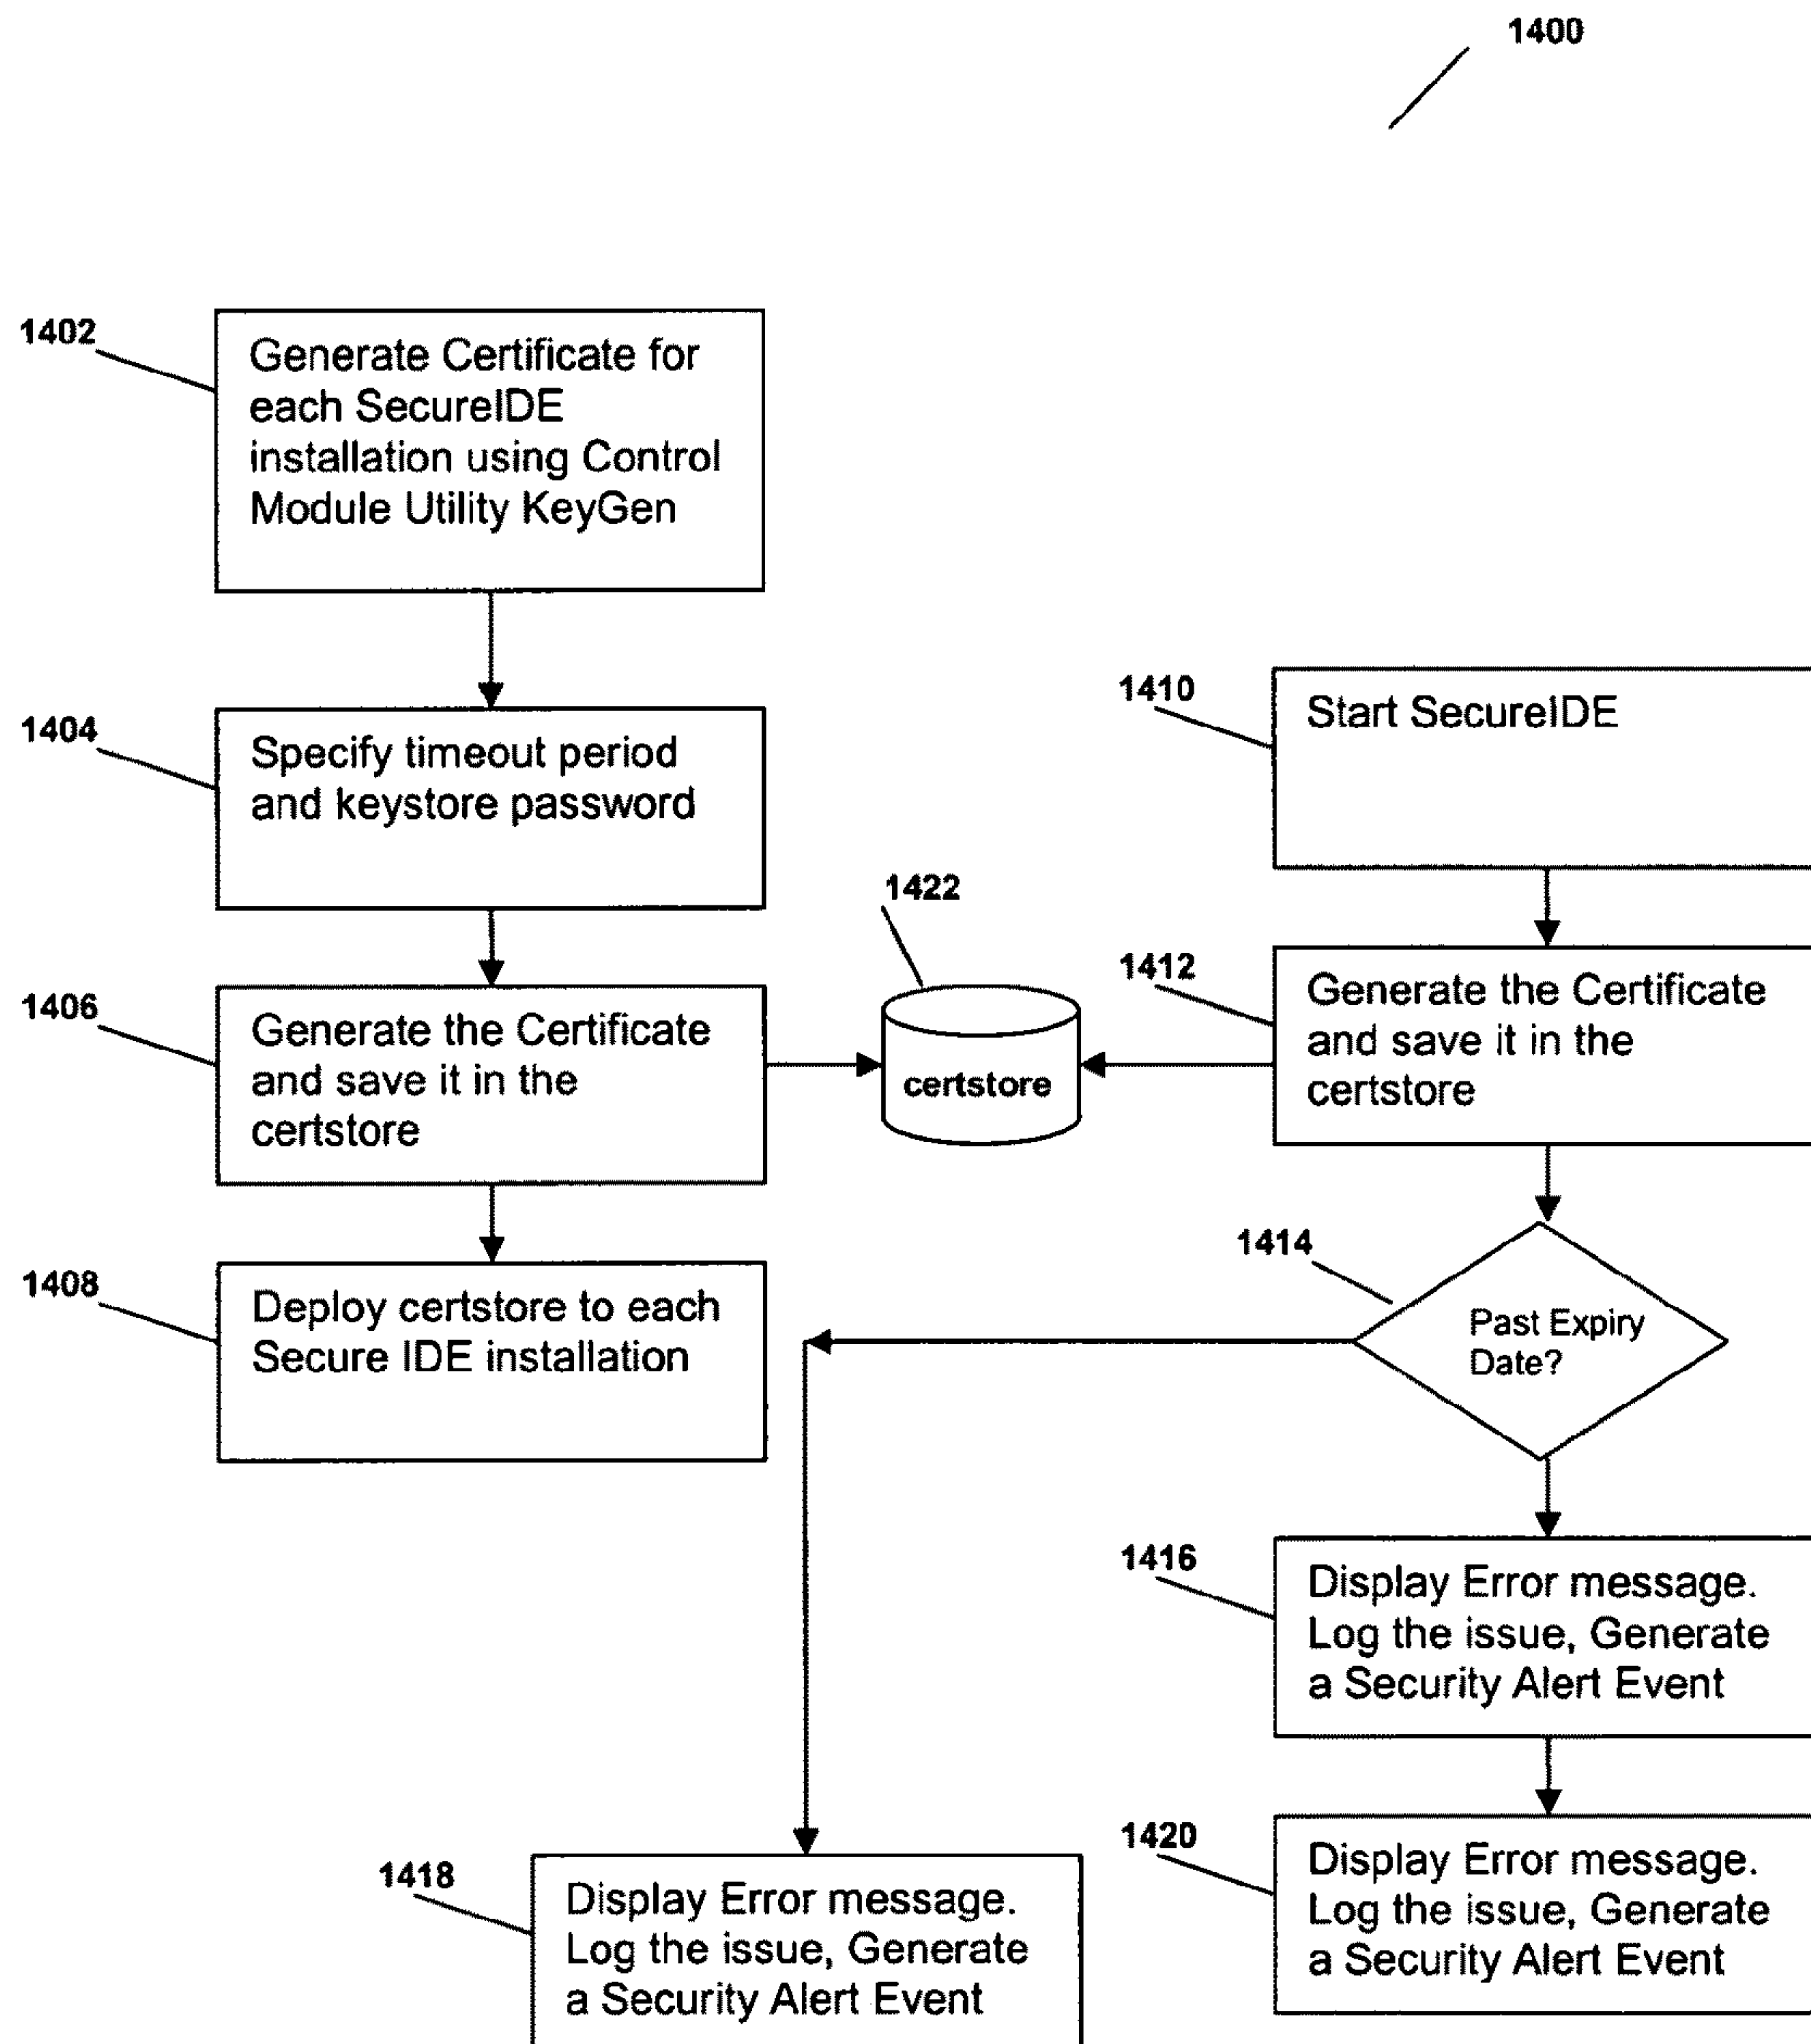 1400
1402
Generate Certificate for
each SecureIDE
installation using Control
Module Utility KeyGen
1404
Specify timeout period
and keystore password
1406
Generate the Certificate
and save it in the
certstore
1408
Deploy certstore to each
Secure IDE installation
1422
certstore
1410
Start SecureIDE
1412
Generate the Certificate
and save it in the
certstore
1414
Past Expiry
Date?
1416
Display Error message.
Log the issue, Generate
a Security Alert Event
1418
Display Error message.
Log the issue, Generate
a Security Alert Event
1420
Display Error message.
Log the issue, Generate
a Security Alert Event